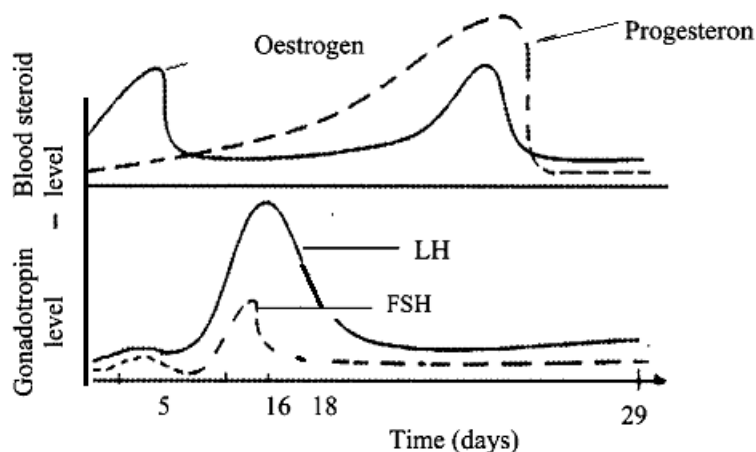 Oestrogen
Progesteron
Blood steroid
level
LH
FSH
Gonadotropin –
level
5 16 18 29
Time (days)